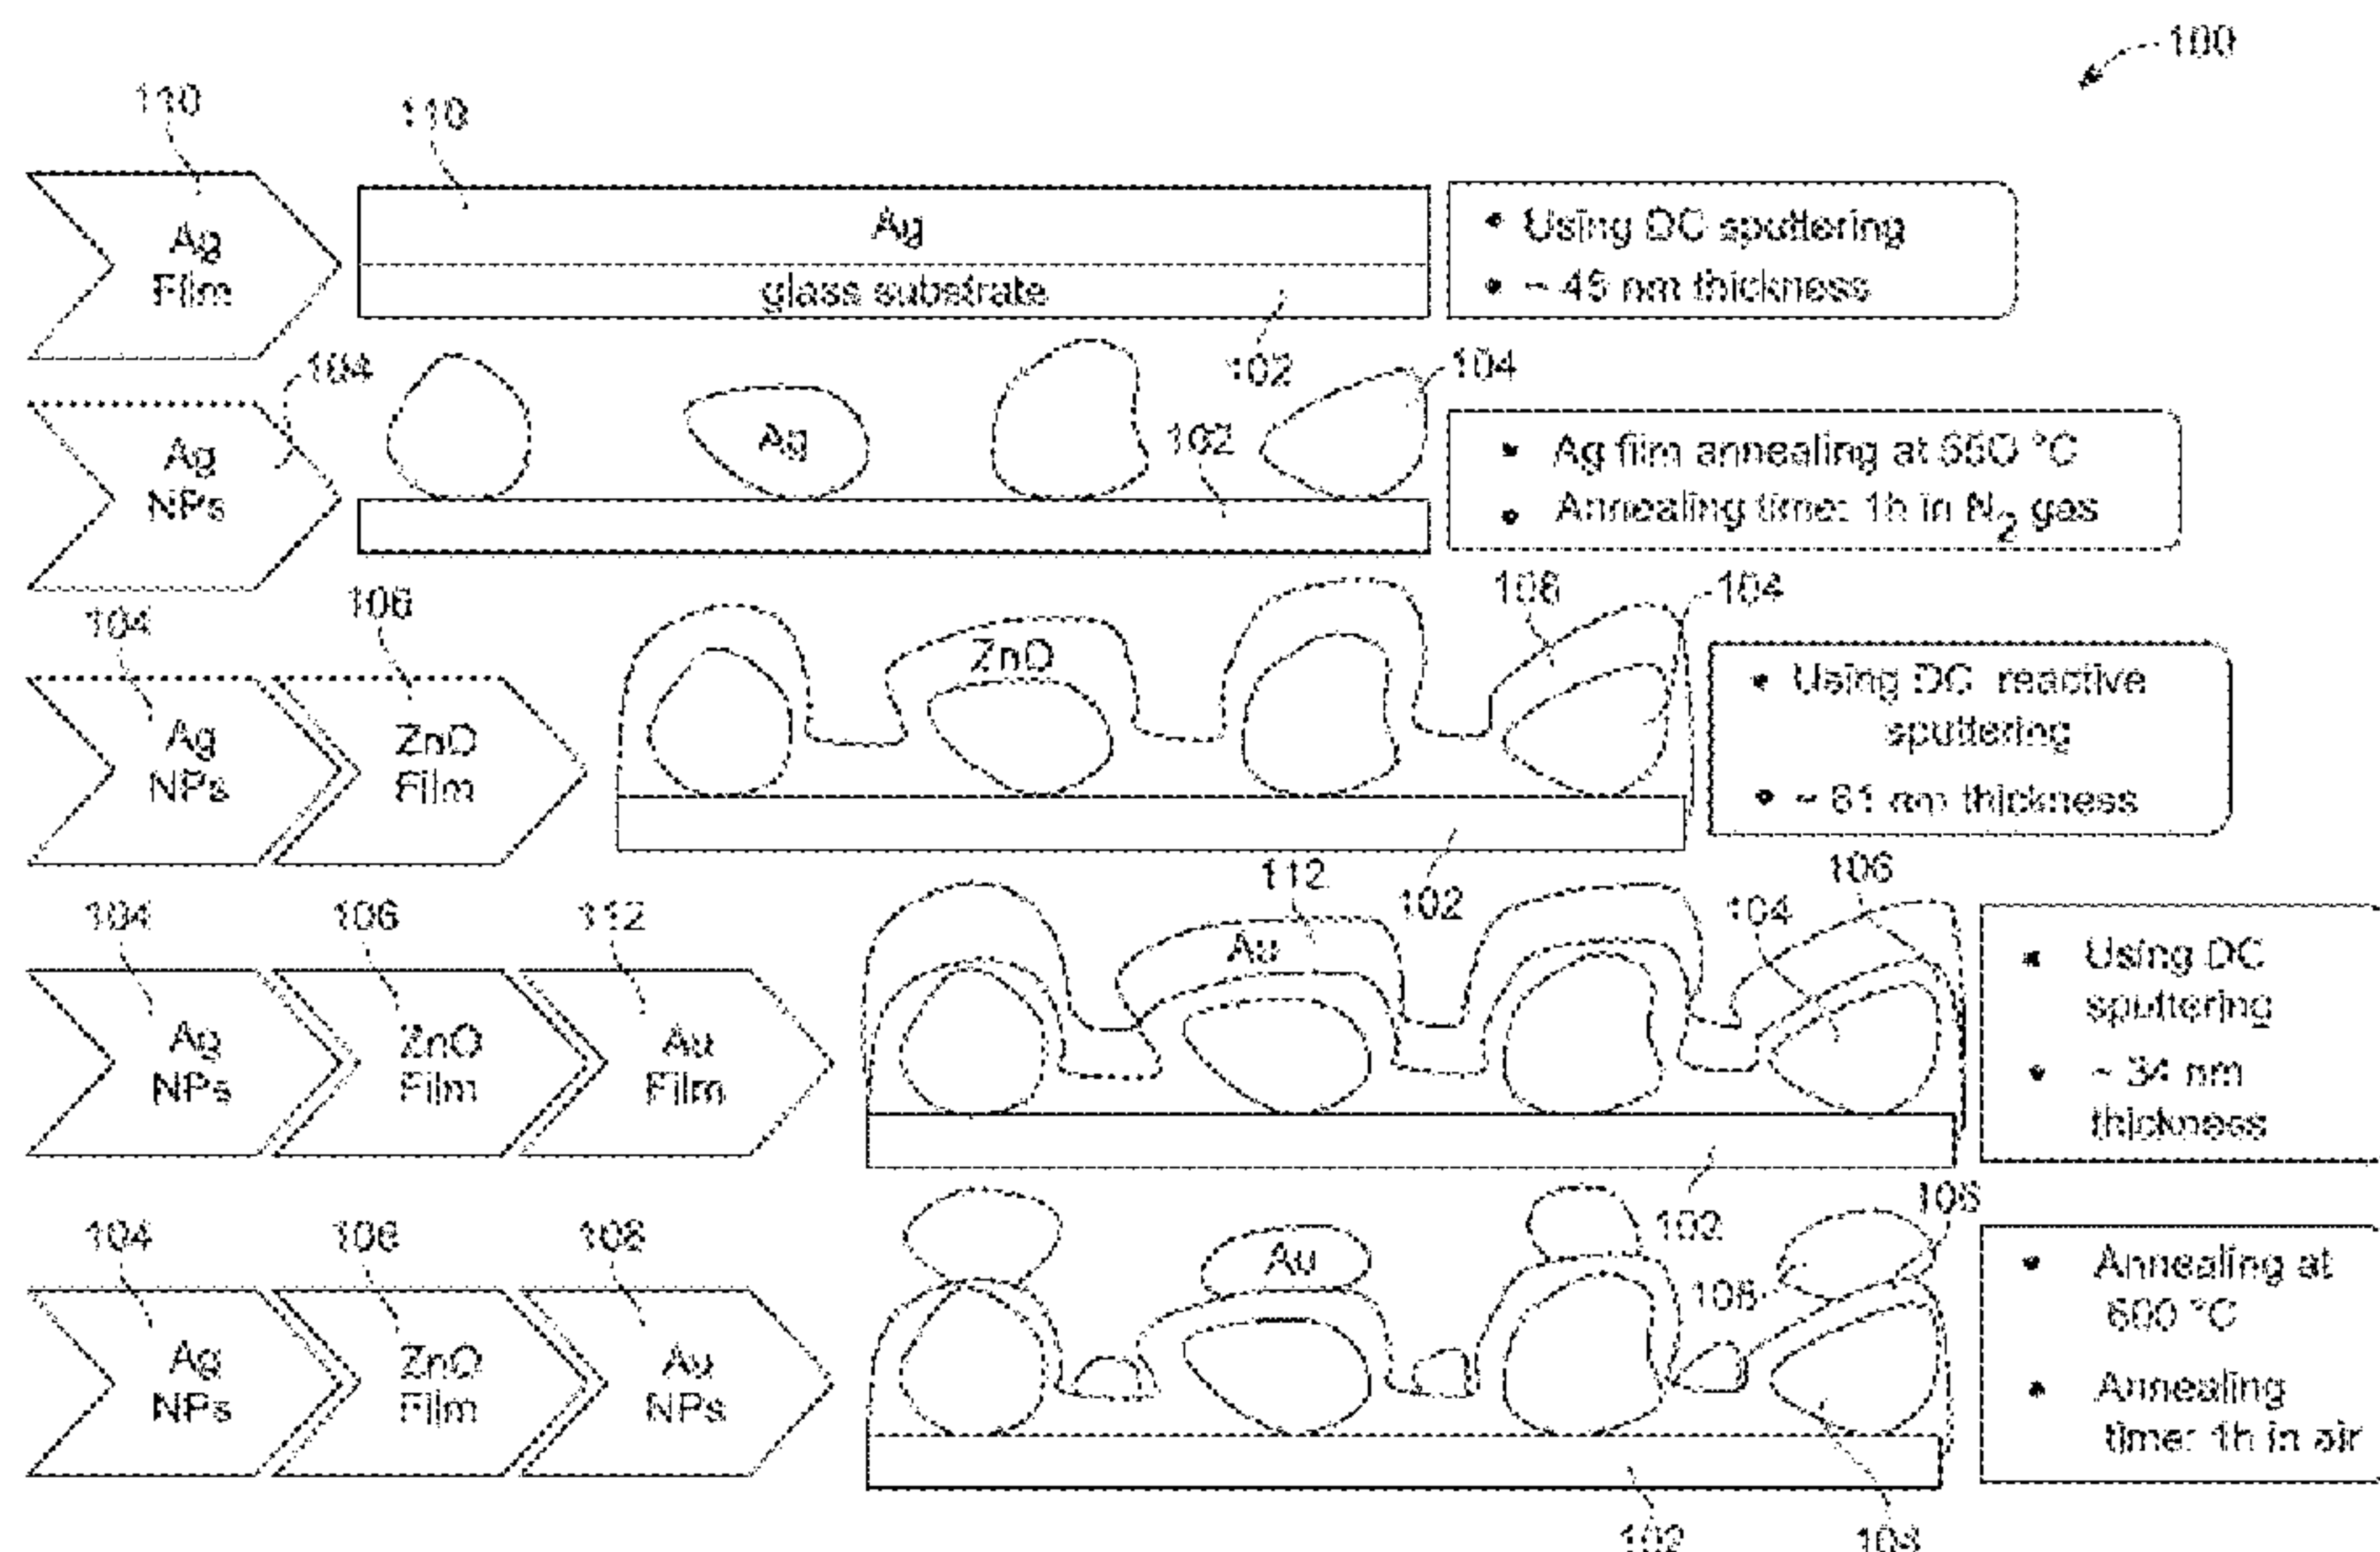 100
110
110
Ag
Film
Ag
glass substrate
• Using DC sputtering
• ~ 45 nm thickness
102
104
104
Ag
NPs
Ag
102
• Ag film annealing at 550 °C
• Annealing time: 1h in N2 gas
104
106
106
104
Ag
NPs
ZnO
Film
ZnO
• Using DC reactive
sputtering
• ~ 81 nm thickness
102
104
106
112
112
104
106
Ag
NPs
ZnO
Film
Au
Film
Au
• Using DC
sputtering
• ~ 34 nm
thickness
102
104
106
108
106
108
Ag
NPs
ZnO
Film
Au
NPs
Au
• Annealing at
600 °C
• Annealing
time: 1h in air
102
104